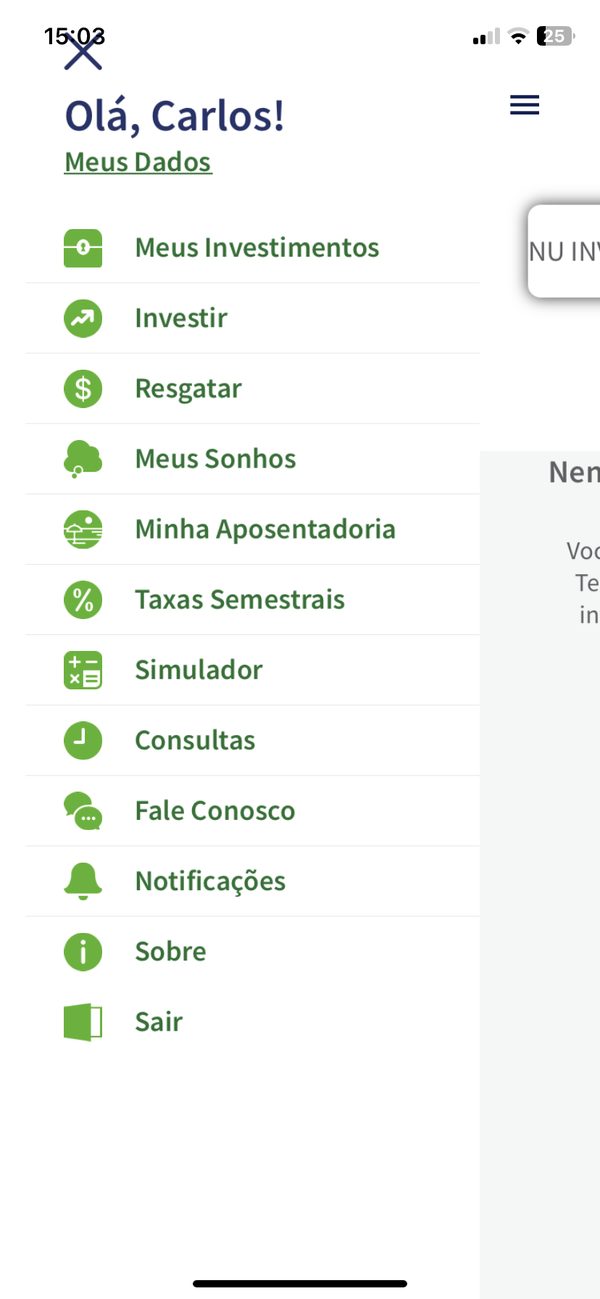 15:03
25
Olá, Carlos!
Meus Dados
NU INV
Meus Investimentos
Investir
Resgatar
Meus Sonhos
Nen
Minha Aposentadoria
Voc
Te
in
Taxas Semestrais
Simulador
Consultas
Fale Conosco
Notificações
Sobre
Sair